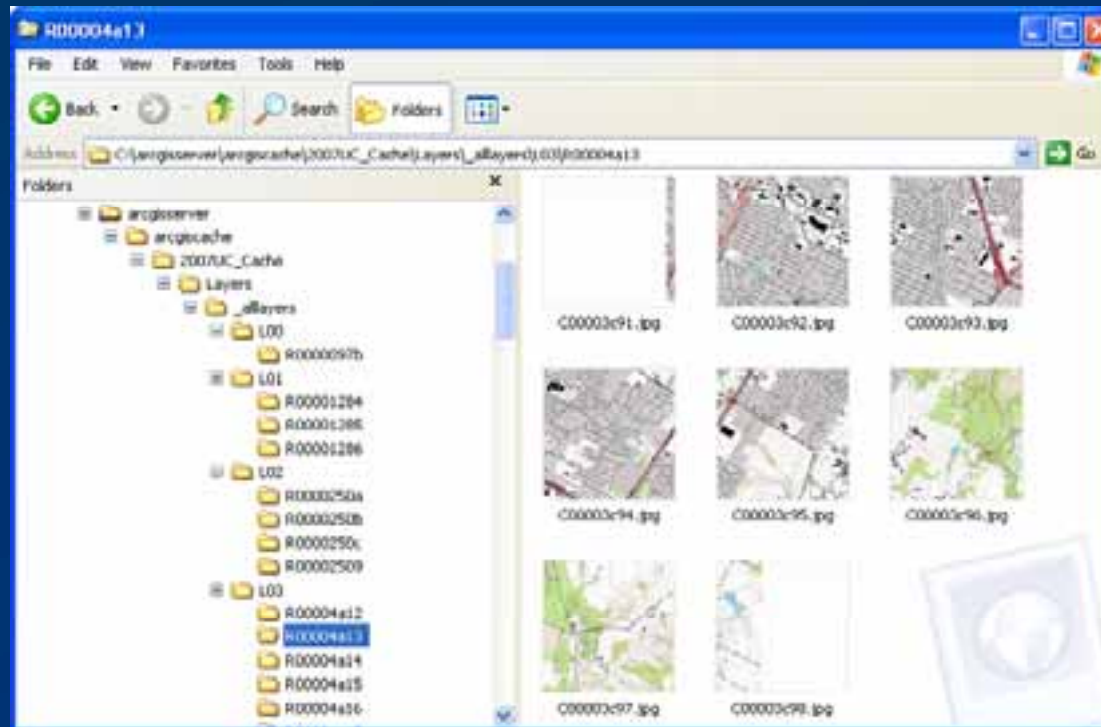 R00004a13
File Edit View Favorites Tools Help
Back Search Folders
Address C:\arcgisserver\arcgiscache\2007UC_Cache\Layers\_alllayers\L03\R00004a13 Go
Folders
arcgisserver
arcgiscache
2007UC_Cache
Layers
_alllayers
L00
R0000097b
L01
R00001284
R00001285
R00001286
L02
R0000250a
R0000250b
R0000250c
R00002509
L03
R00004a12
R00004a13
R00004a14
R00004a15
R00004a16
C00003c91.jpg C00003c92.jpg C00003c93.jpg
C00003c94.jpg C00003c95.jpg C00003c96.jpg
C00003c97.jpg C00003c98.jpg